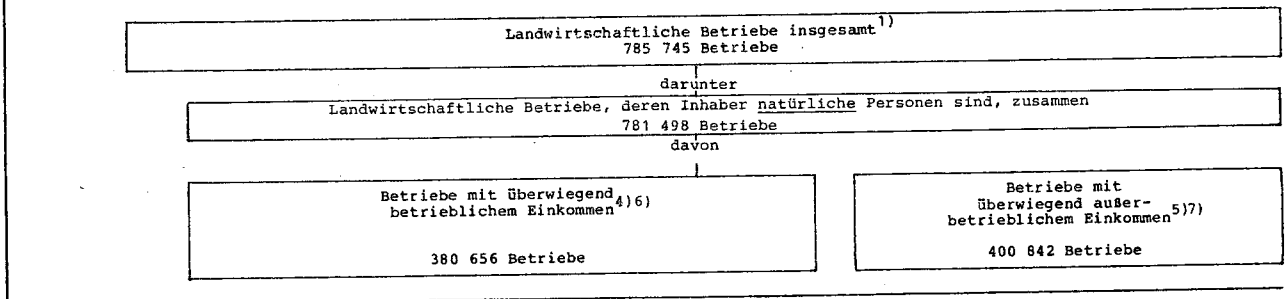 Landwirtschaftliche Betriebe insgesamt1)
785 745 Betriebe
darunter
Landwirtschaftliche Betriebe, deren Inhaber natürliche Personen sind, zusammen
781 498 Betriebe
davon
Betriebe mit überwiegend
betrieblichem Einkommen4)6)
380 656 Betriebe
Betriebe mit
überwiegend außer-
betrieblichem Einkommen5)7)
400 842 Betriebe